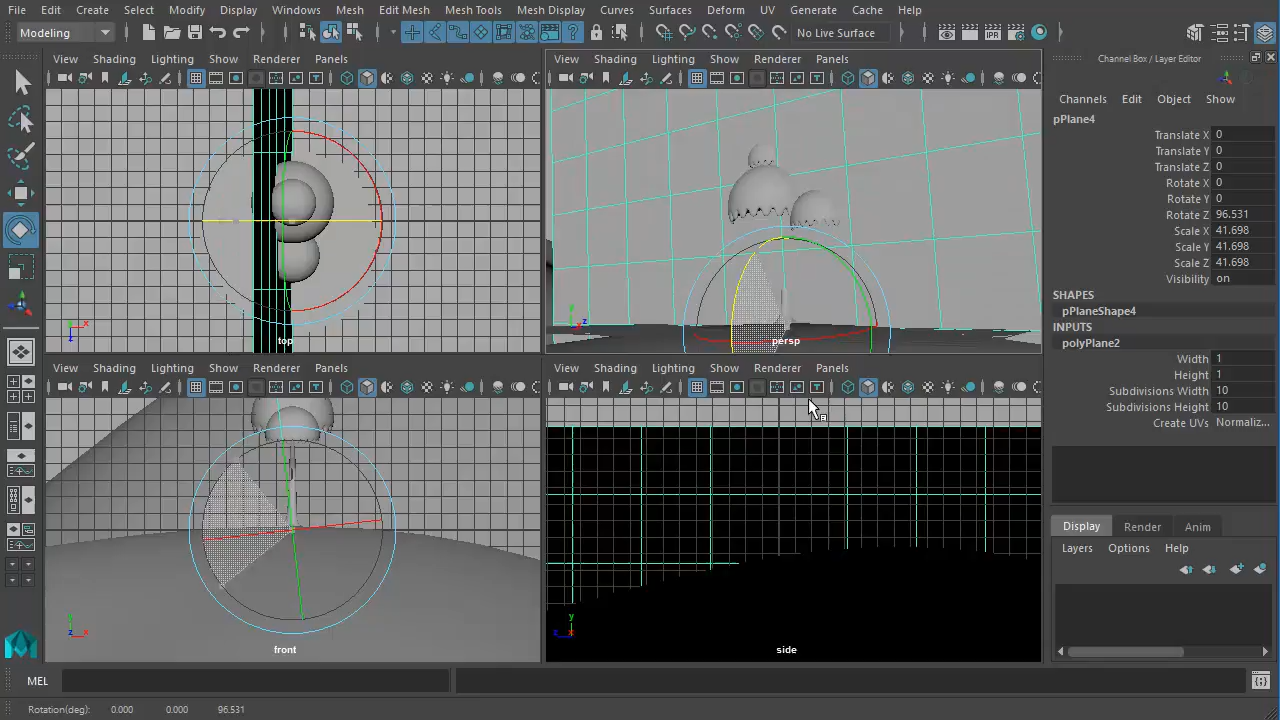 File Edit Create Select Modify Display Windows Mesh Edit Mesh Mesh Tools Mesh Display Curves Surfaces Deform UV Generate Cache Help
Modeling No Live Surface
View Shading Lighting Show Renderer Panels
View Shading Lighting Show Renderer Panels
top
persp
View Shading Lighting Show Renderer Panels
View Shading Lighting Show Renderer Panels
front
side
Channel Box / Layer Editor
Channels Edit Object Show
pPlane4
Translate X 0
Translate Y 0
Translate Z 0
Rotate X 0
Rotate Y 0
Rotate Z 96.531
Scale X 41.698
Scale Y 41.698
Scale Z 41.698
Visibility on
SHAPES
pPlaneShape4
INPUTS
polyPlane2
Width 1
Height 1
Subdivisions Width 10
Subdivisions Height 10
Create UVs Normaliz...
Display Render Anim
Layers Options Help
MEL
Rotation(deg): 0.000 0.000 96.531